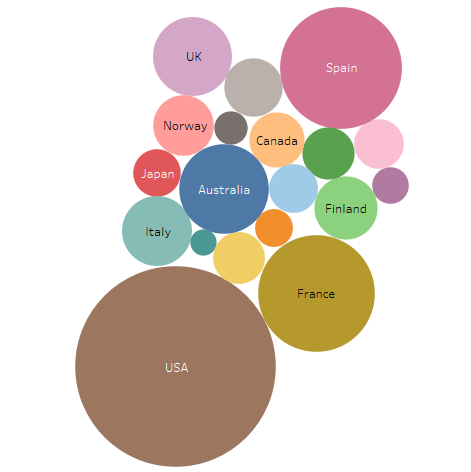 UK
Spain
Norway
Canada
Japan
Australia
Finland
Italy
France
USA